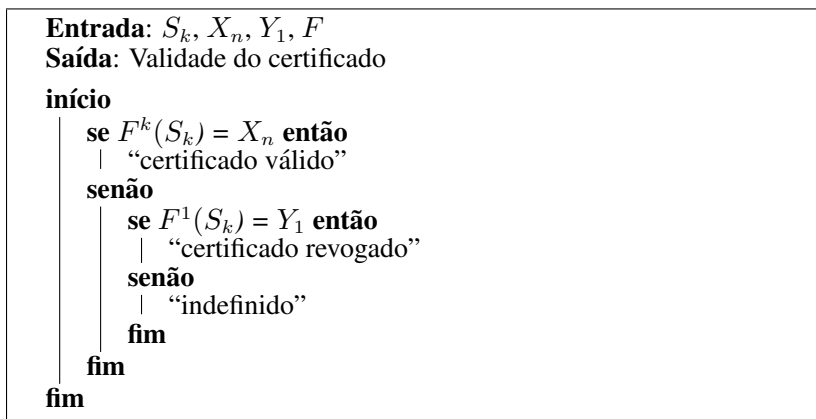 Entrada: S_k, X_n, Y_1, F
Saída: Validade do certificado
início
se F^k(S_k) = X_n então
“certificado válido”
senão
se F^1(S_k) = Y_1 então
“certificado revogado”
senão
“indefinido”
fim
fim
fim